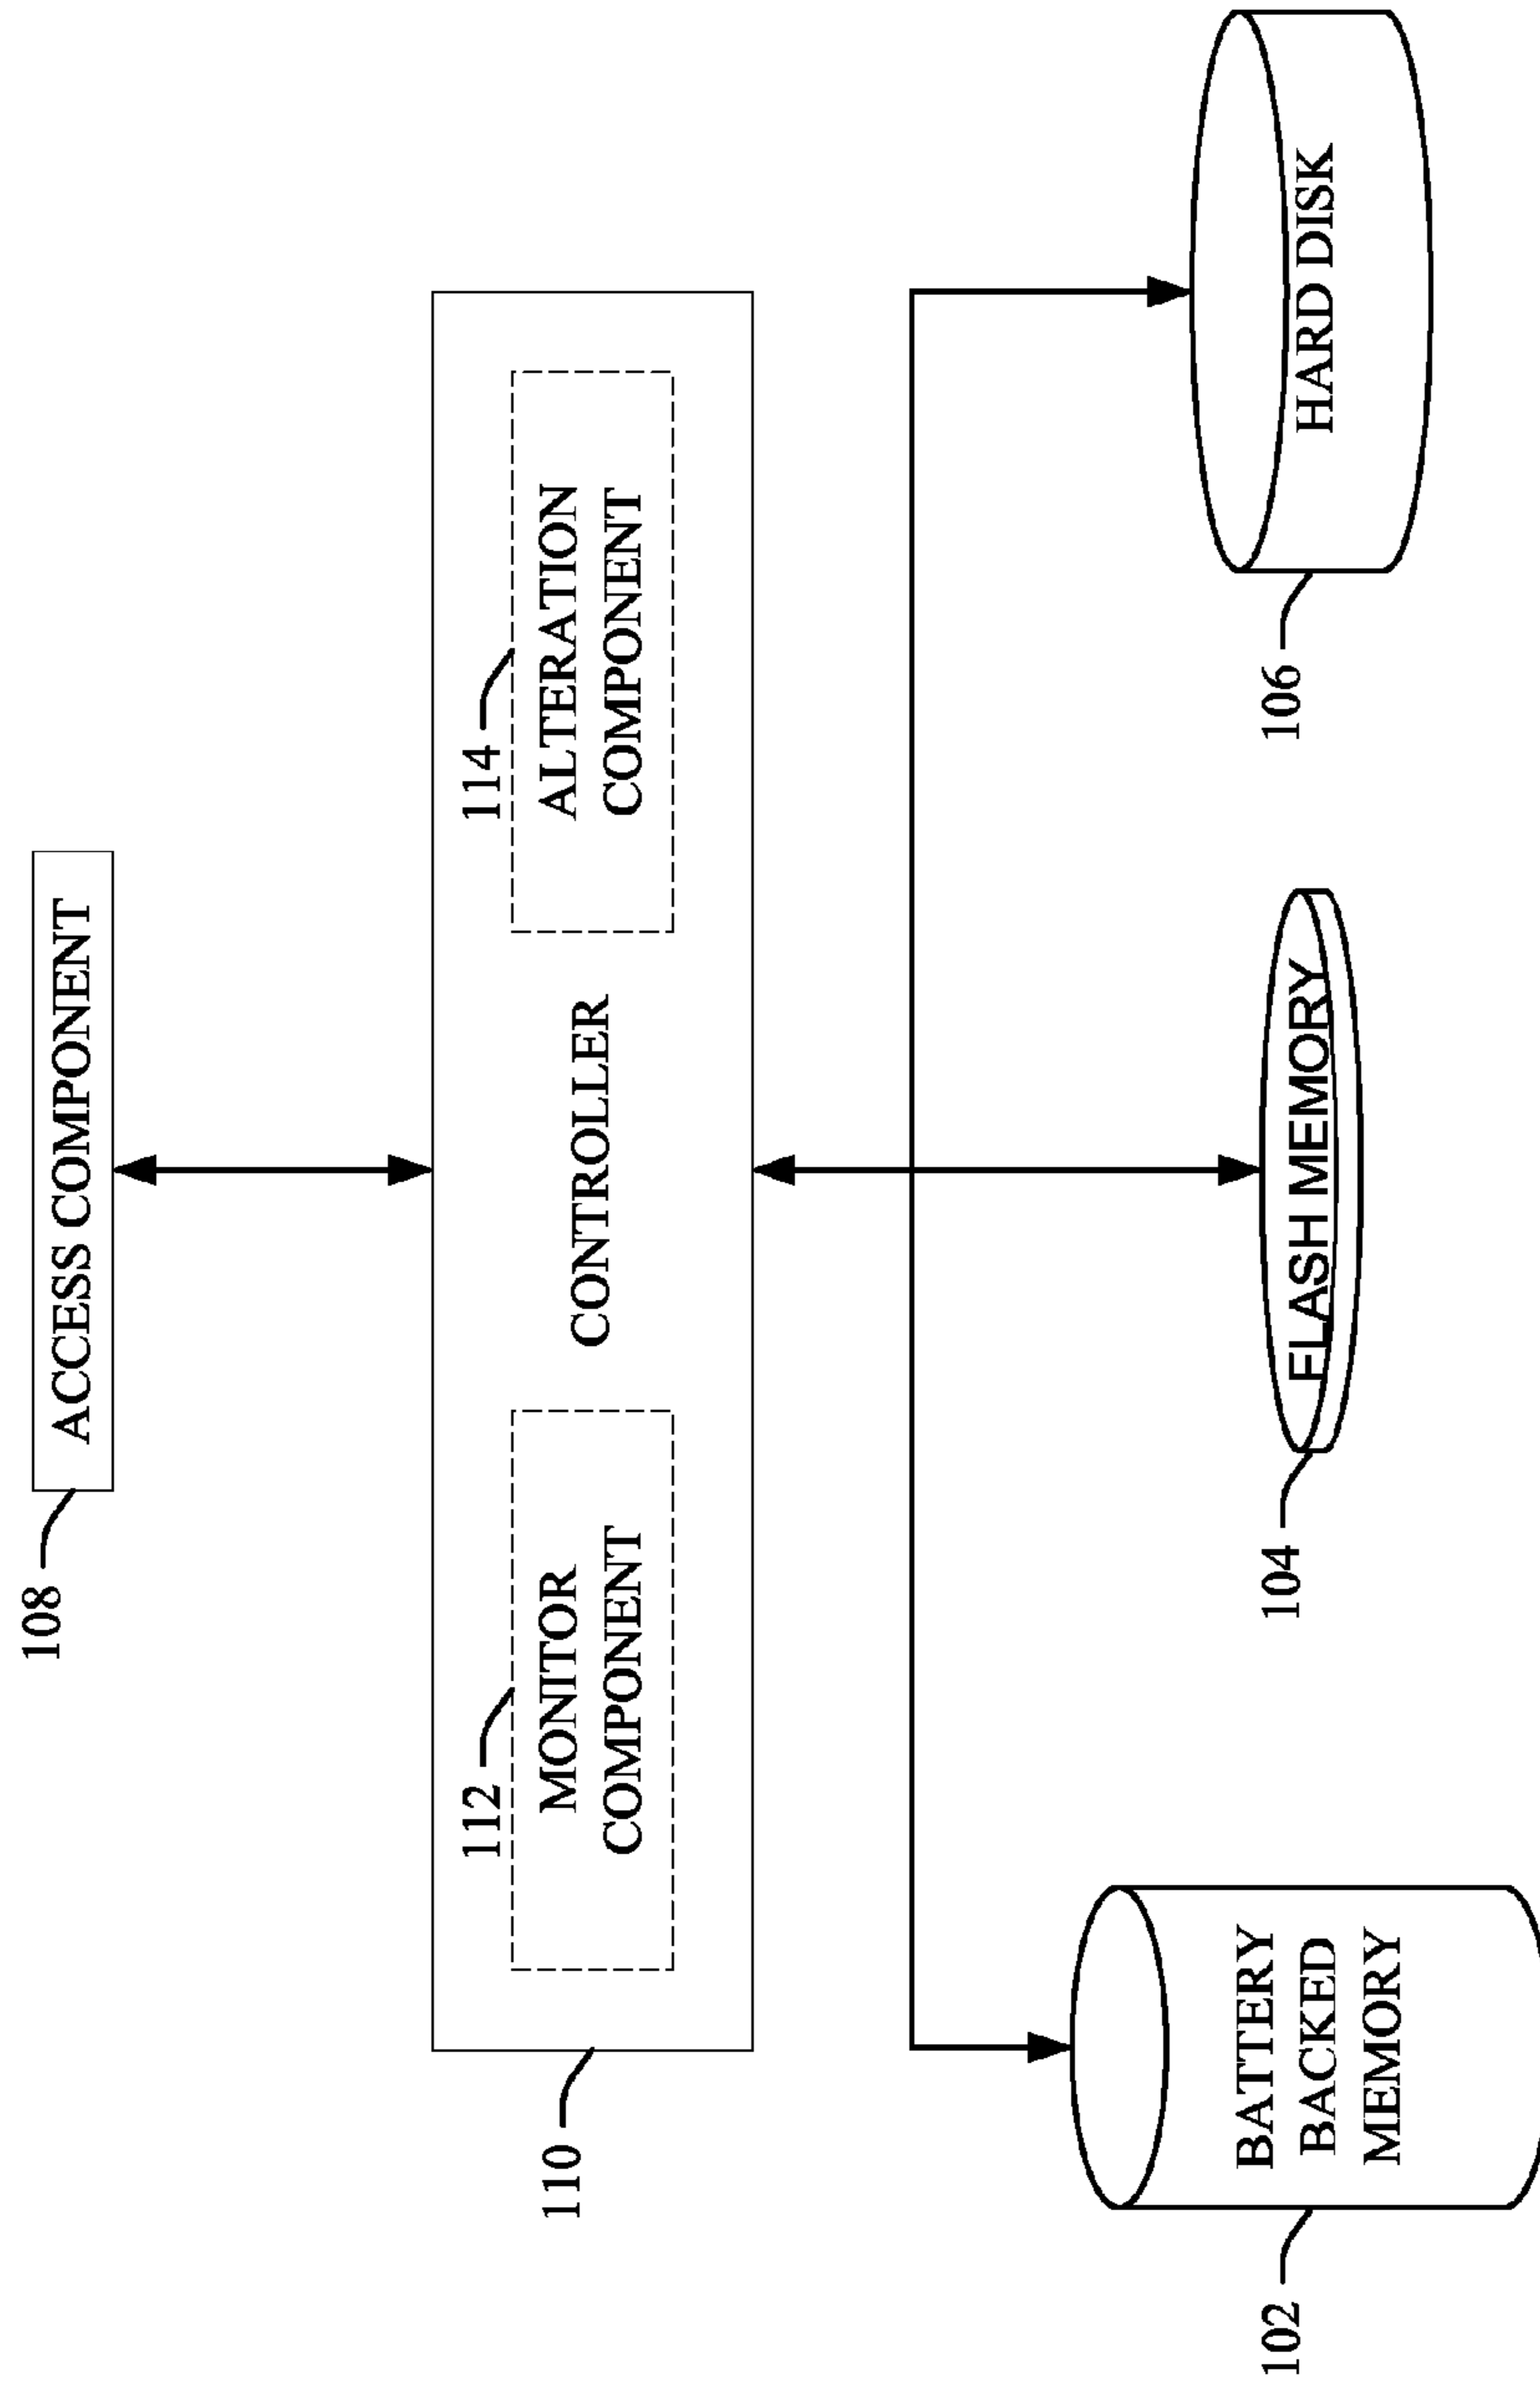 108
ACCESS COMPONENT
110
112
MONITOR
COMPONENT
CONTROLLER
114
ALTERATION
COMPONENT
102
BATTERY
BACKED
MEMORY
104
FLASH MEMORY
106
HARD DISK